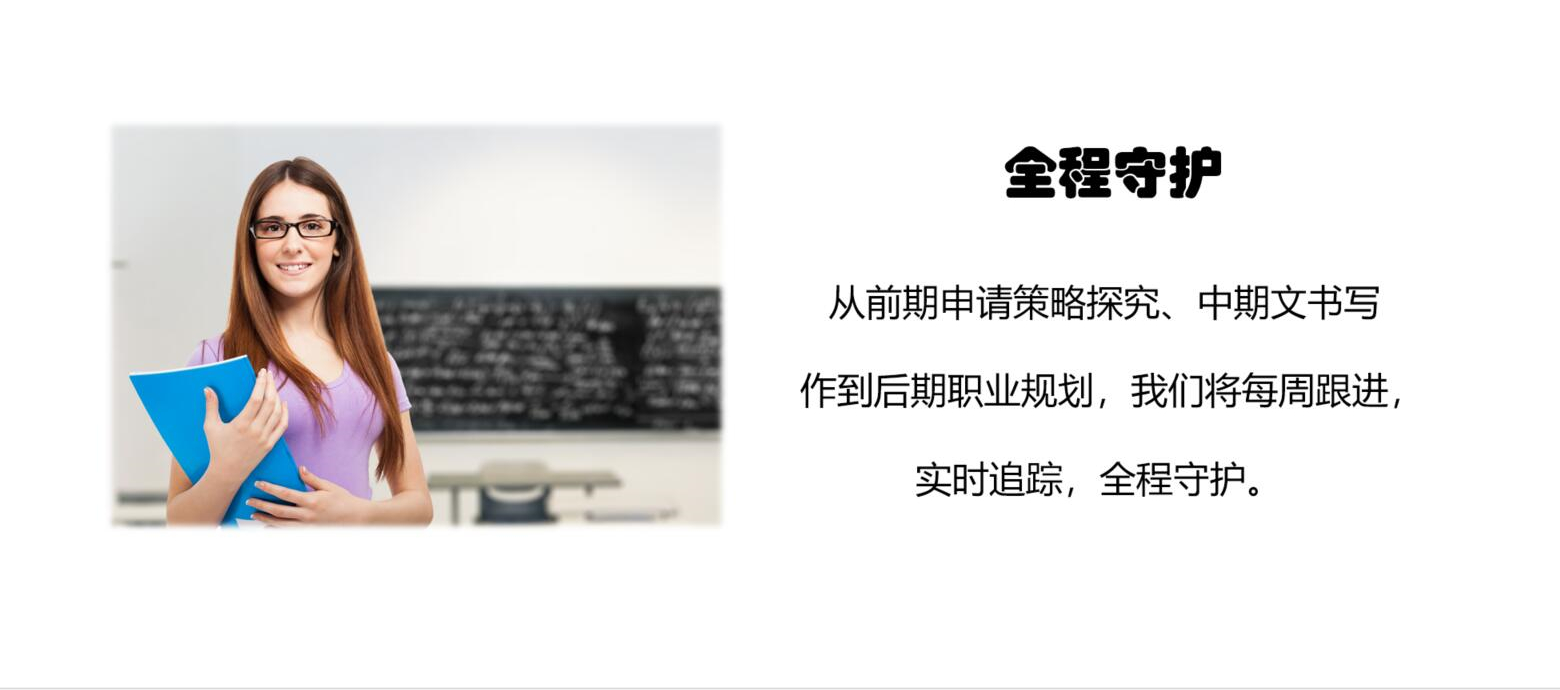 全程守护
从前期申请策略探究、中期文书写
作到后期职业规划，我们将每周跟进，
实时追踪，全程守护。